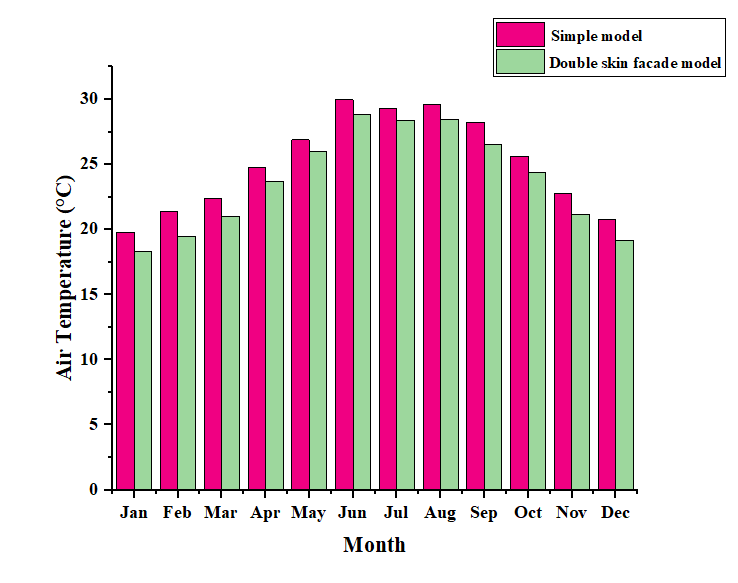 Simple model
Double skin facade model
Air Temperature (°C)
30
25
20
15
10
5
0
Jan Feb Mar Apr May Jun Jul Aug Sep Oct Nov Dec
Month